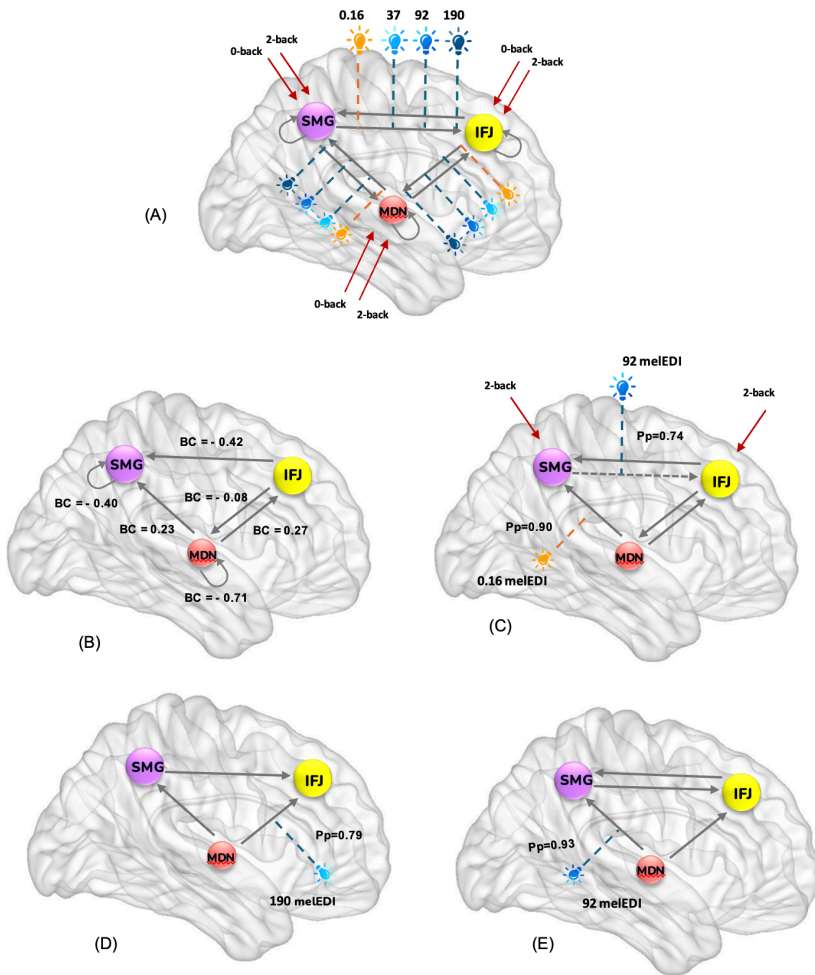 0.16 37 92 190
2-back
0-back
0-back
2-back
SMG
IFJ
MDN
(A)
0-back
2-back
BC = - 0.42
SMG
IFJ
BC = - 0.40
BC = - 0.08
BC = 0.23
BC = 0.27
MDN
BC = - 0.71
(B)
92 melEDI
2-back
2-back
Pp=0.74
SMG
IFJ
Pp=0.90
MDN
0.16 melEDI
(C)
SMG
IFJ
Pp=0.79
MDN
190 melEDI
(D)
SMG
IFJ
Pp=0.93
MDN
92 melEDI
(E)